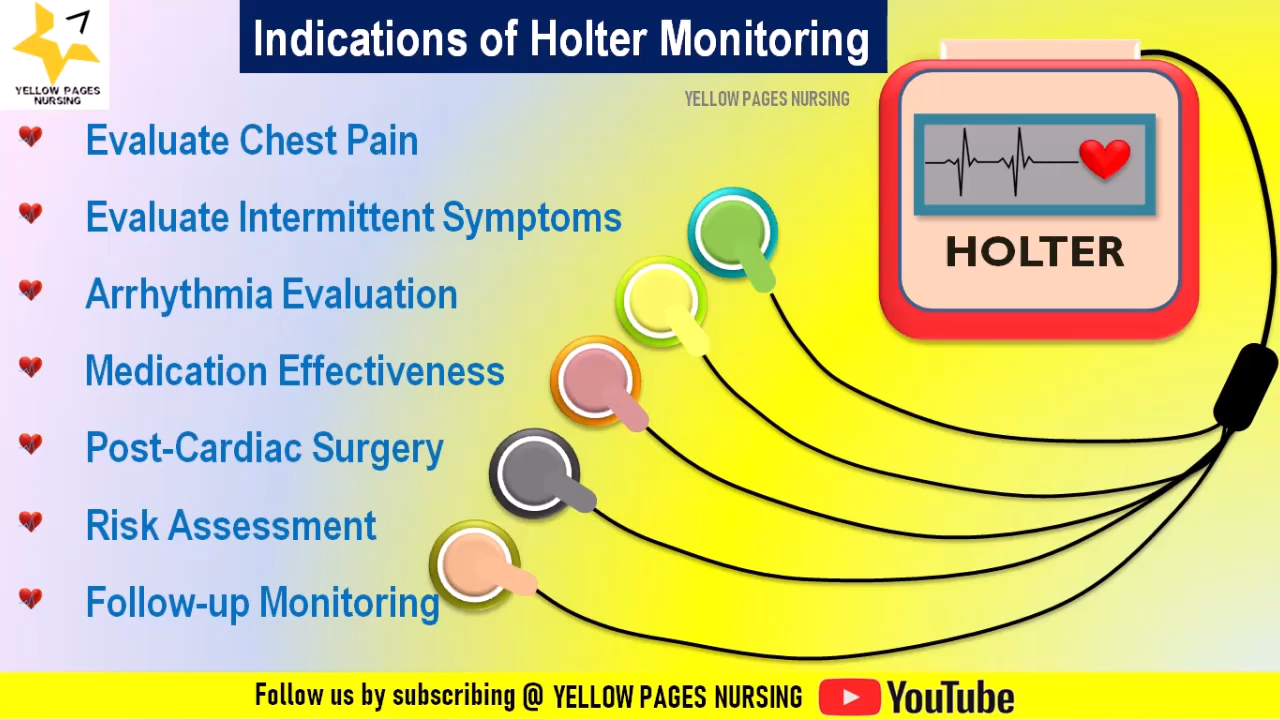 YELLOW PAGES
NURSING
Indications of Holter Monitoring
YELLOW PAGES NURSING
Evaluate Chest Pain
Evaluate Intermittent Symptoms
Arrhythmia Evaluation
Medication Effectiveness
Post-Cardiac Surgery
Risk Assessment
Follow-up Monitoring
HOLTER
Follow us by subscribing @ YELLOW PAGES NURSING YouTube